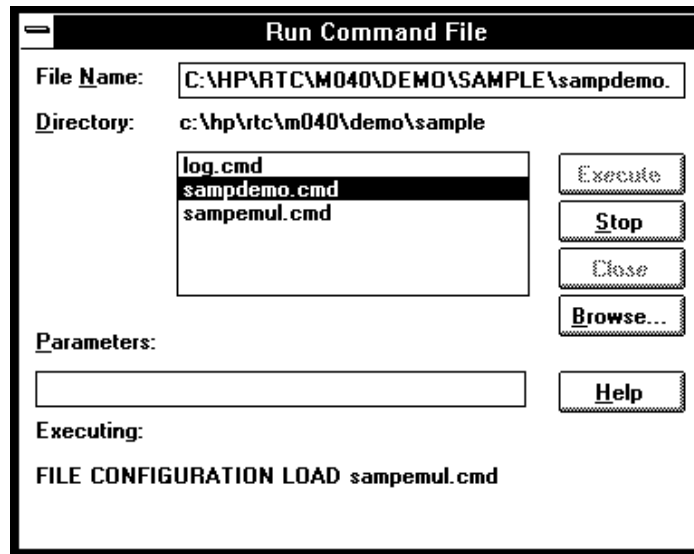 Run Command File
File Name:
C:\HP\RTC\M040\DEMO\SAMPLE\sampdemo.
Directory:
c:\hp\rtc\m040\demo\sample
log.cmd
sampdemo.cmd
sampemul.cmd
Execute
Stop
Close
Browse...
Parameters:
Help
Executing:
FILE CONFIGURATION LOAD sampemul.cmd